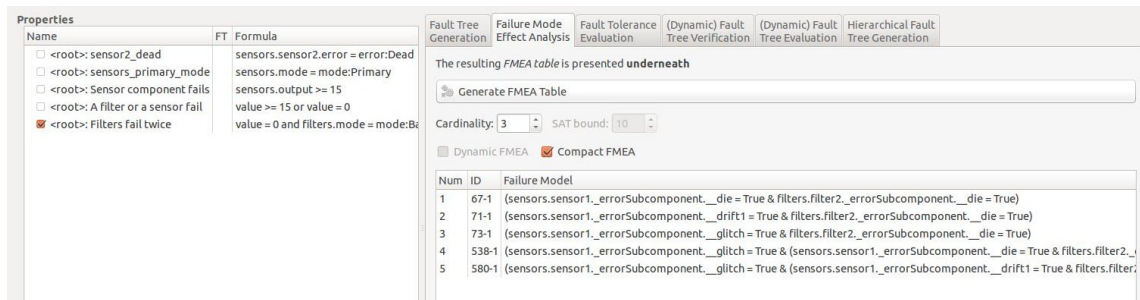 Properties
Name FT Formula
<root>: sensor2_dead sensors.sensor2.error = error:Dead
<root>: sensors_primary_mode sensors.mode = mode:Primary
<root>: Sensor component fails sensors.output >= 15
<root>: A filter or a sensor fail value >= 15 or value = 0
<root>: Filters fail twice value = 0 and filters.mode = mode:Ba
Fault Tree Generation
Failure Mode Effect Analysis
Fault Tolerance Evaluation
(Dynamic) Fault Tree Verification
(Dynamic) Fault Tree Evaluation
Hierarchical Fault Tree Generation
The resulting FMEA table is presented underneath
Generate FMEA Table
Cardinality: 3 SAT bound: 10
Dynamic FMEA Compact FMEA
Num ID Failure Model
1 67-1 (sensors.sensor1._errorSubcomponent.__die = True & filters.filter2._errorSubcomponent.__die = True)
2 71-1 (sensors.sensor1._errorSubcomponent.__drift1 = True & filters.filter2._errorSubcomponent.__die = True)
3 73-1 (sensors.sensor1._errorSubcomponent.__glitch = True & filters.filter2._errorSubcomponent.__die = True)
4 538-1 (sensors.sensor1._errorSubcomponent.__glitch = True & (sensors.sensor1._errorSubcomponent.__die = True & filters.filter2._
5 580-1 (sensors.sensor1._errorSubcomponent.__glitch = True & (sensors.sensor1._errorSubcomponent.__drift1 = True & filters.filter